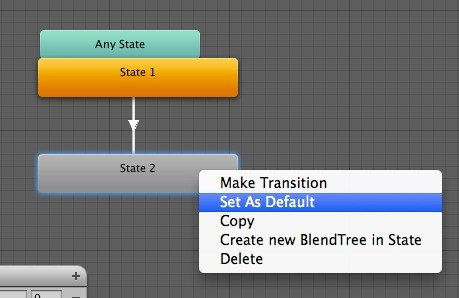 Any State
State 1
State 2
Make Transition
Set As Default
Copy
Create new BlendTree in State
Delete
+